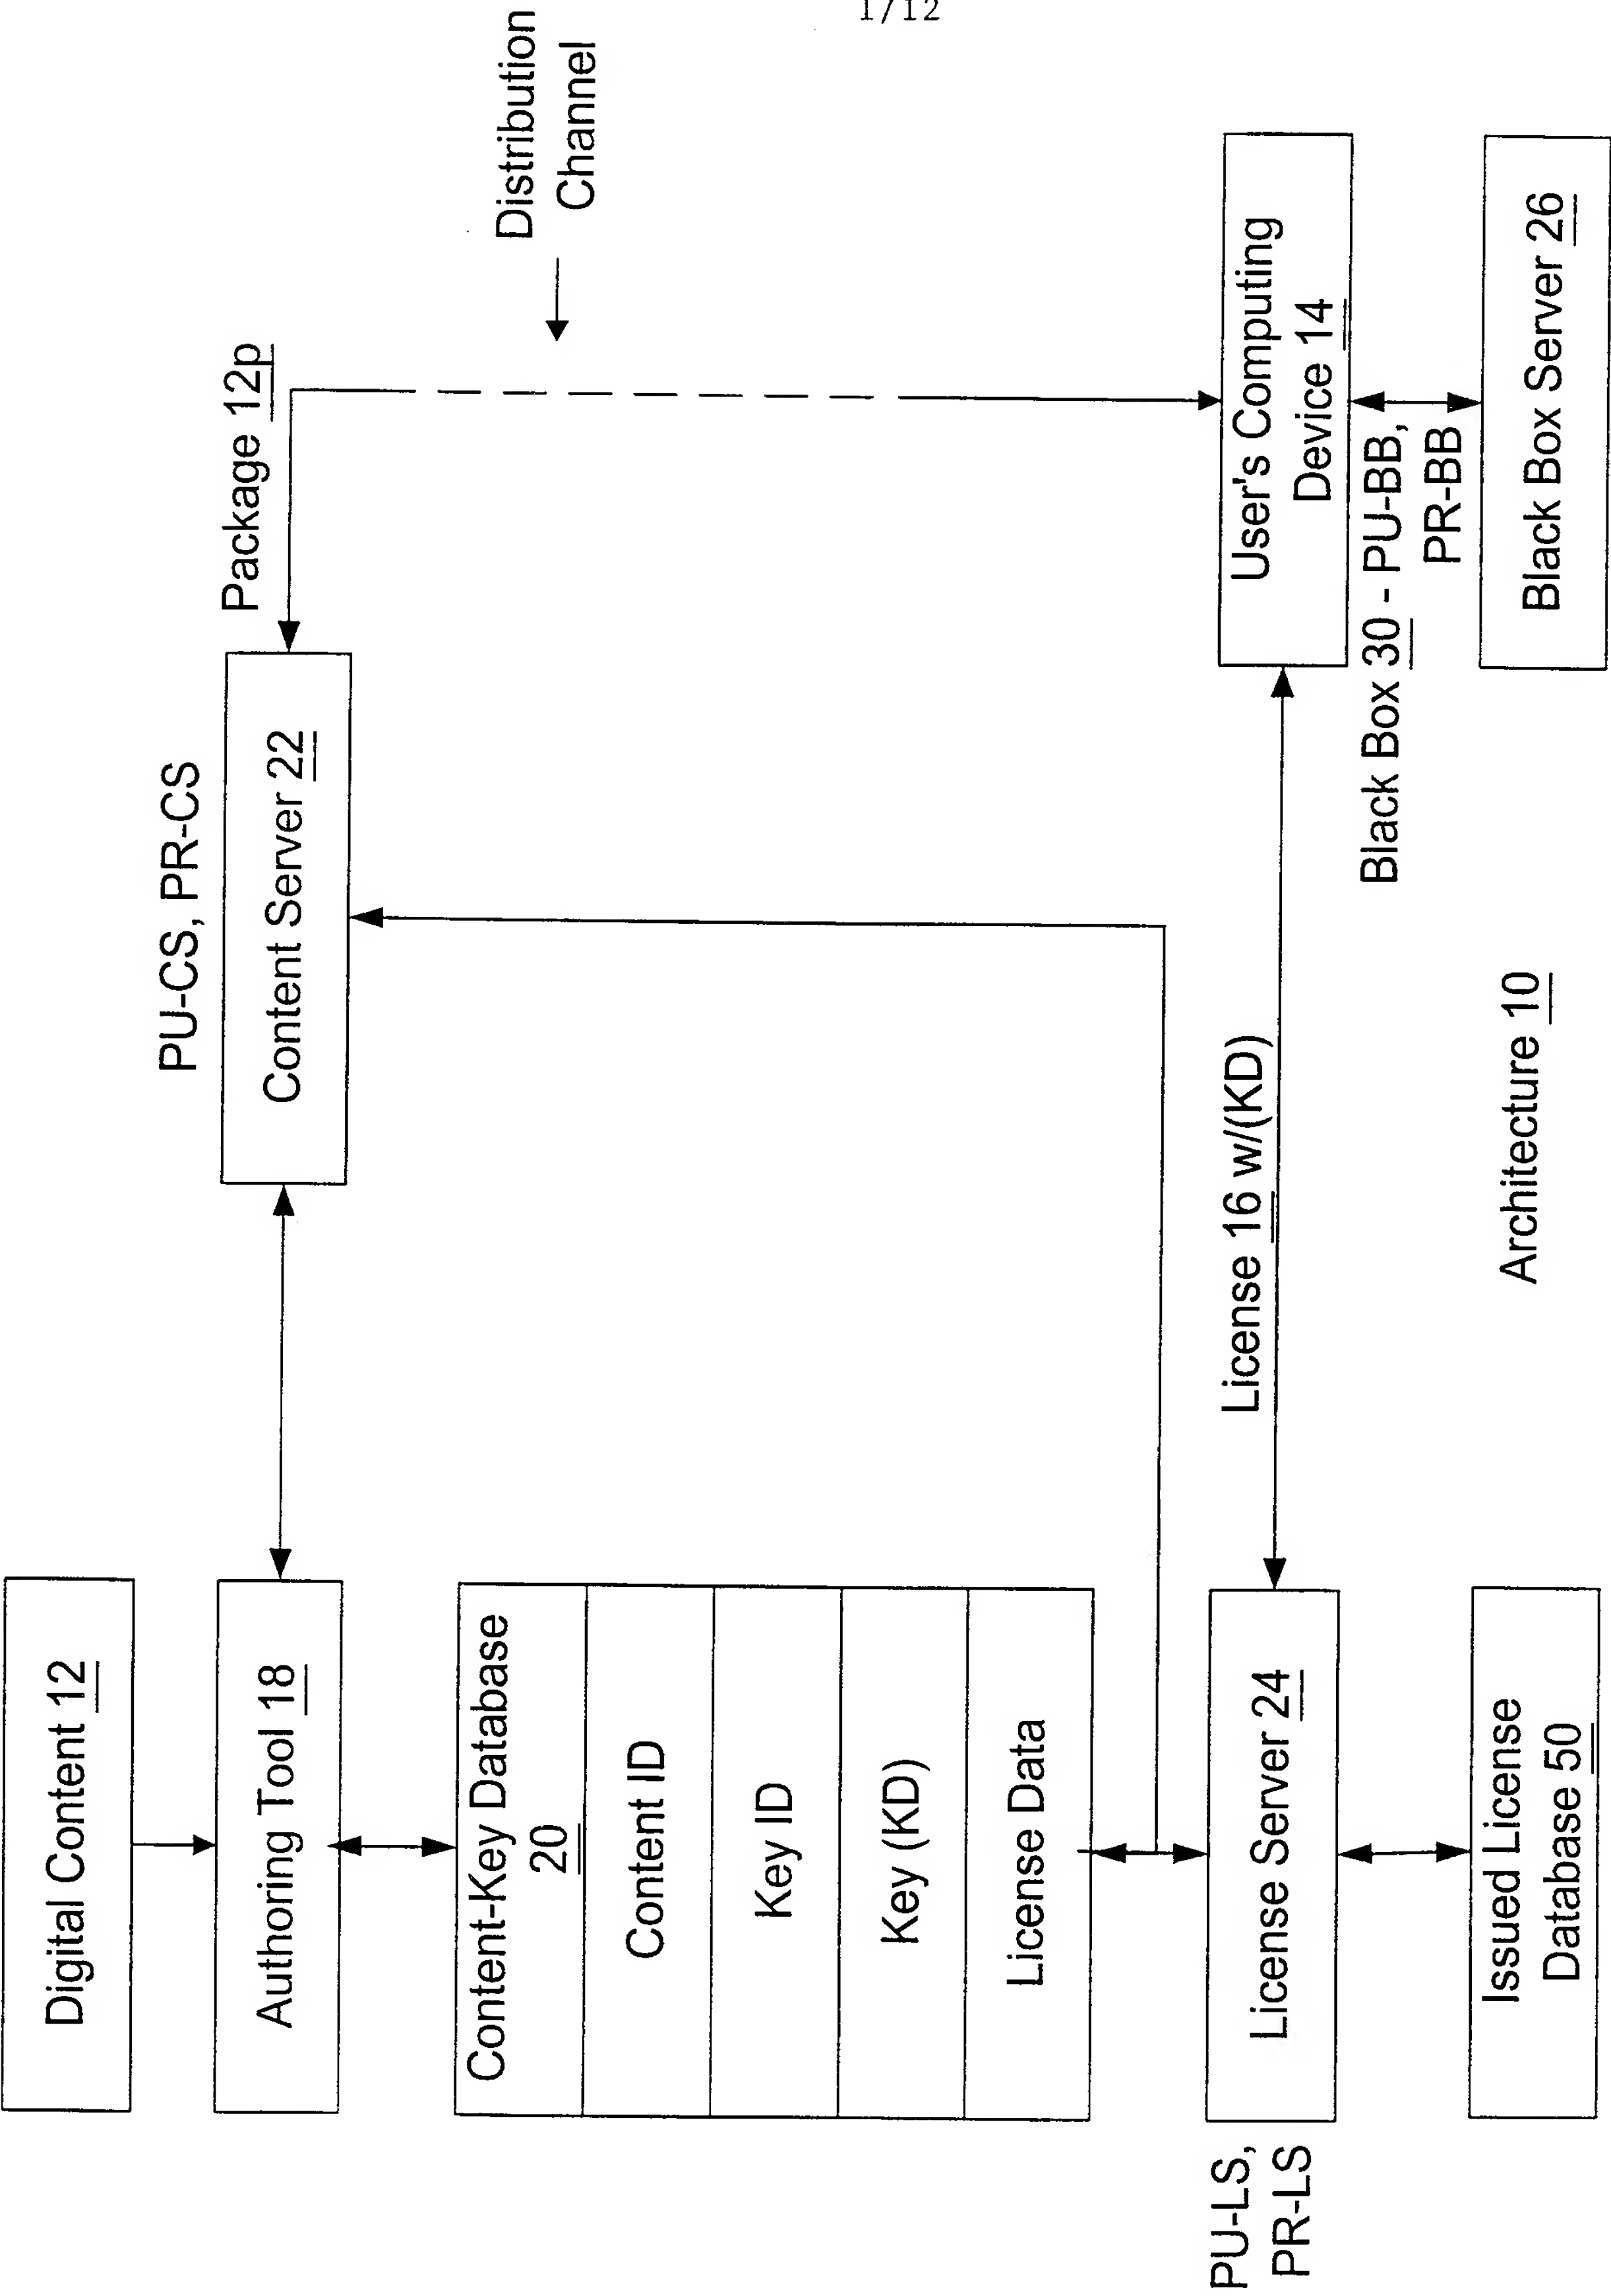 1/12
Digital Content 12
Authoring Tool 18
Content-Key Database
20
Content ID
Key ID
Key (KD)
License Data
PU-LS,
PR-LS
License Server 24
Issued License
Database 50
PU-CS, PR-CS
Content Server 22
Package 12p
Distribution
Channel
License 16 w/(KD)
User's Computing
Device 14
Black Box 30 - PU-BB,
PR-BB
Black Box Server 26
Architecture 10